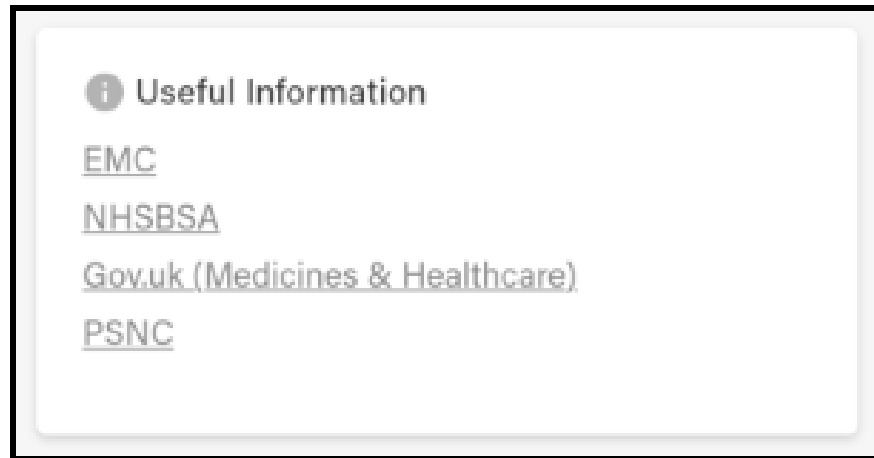 Useful Information
EMC
NHSBSA
Gov.uk (Medicines & Healthcare)
PSNC